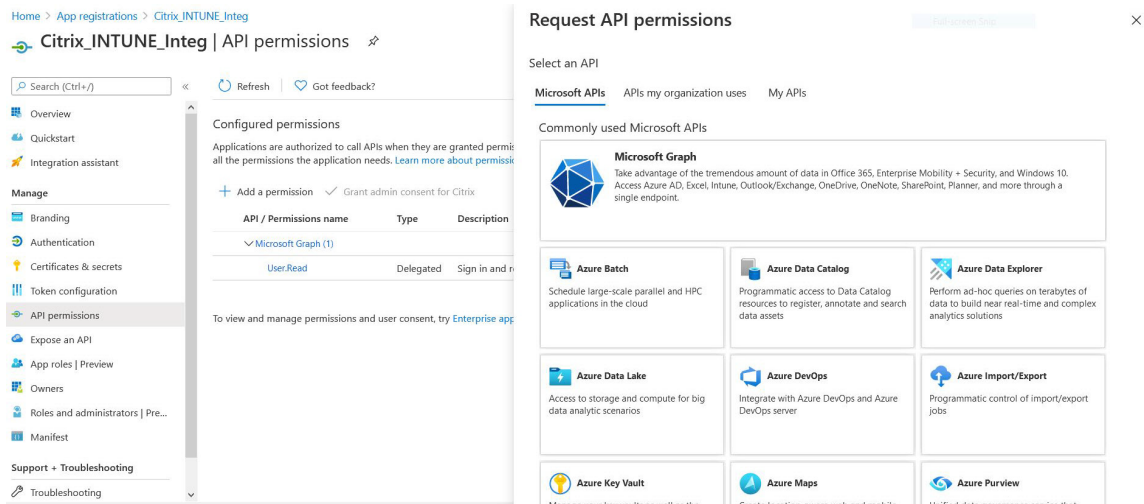 Home > App registrations > Citrix_INTUNE_Integ
Citrix_INTUNE_Integ | API permissions
Search (Ctrl+/)
«
Overview
Quickstart
Integration assistant
Manage
Branding
Authentication
Certificates & secrets
Token configuration
API permissions
Expose an API
App roles | Preview
Owners
Roles and administrators | Pre...
Manifest
Support + Troubleshooting
Troubleshooting
Refresh
Got feedback?
Configured permissions
Applications are authorized to call APIs when they are granted permis
all the permissions the application needs. Learn more about permissio
Add a permission
Grant admin consent for Citrix
API / Permissions name Type Description
Microsoft Graph (1)
User.Read Delegated Sign in and r
To view and manage permissions and user consent, try Enterprise app
Request API permissions
Select an API
Microsoft APIs APIs my organization uses My APIs
Commonly used Microsoft APIs
Microsoft Graph
Take advantage of the tremendous amount of data in Office 365, Enterprise Mobility + Security, and Windows 10.
Access Azure AD, Excel, Intune, Outlook/Exchange, OneDrive, OneNote, SharePoint, Planner, and more through a
single endpoint.
Azure Batch
Schedule large-scale parallel and HPC
applications in the cloud
Azure Data Catalog
Programmatic access to Data Catalog
resources to register, annotate and search
data assets
Azure Data Explorer
Perform ad-hoc queries on terabytes of
data to build near real-time and complex
analytics solutions
Azure Data Lake
Access to storage and compute for big
data analytic scenarios
Azure DevOps
Integrate with Azure DevOps and Azure
DevOps server
Azure Import/Export
Programmatic control of import/export
jobs
Azure Key Vault
Azure Maps
Azure Purview